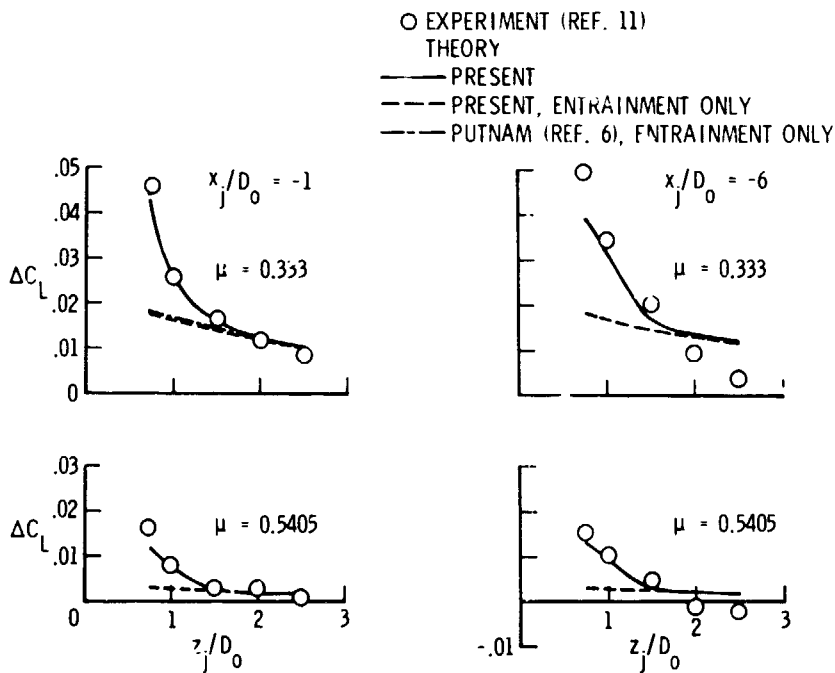 O EXPERIMENT (REF. 11)
THEORY
PRESENT
PRESENT, ENTRAINMENT ONLY
PUTNAM (REF. 6), ENTRAINMENT ONLY
.05
.04
.03
.02
.01
0
ΔC_L
x_j/D_o = -1
μ = 0.333
x_j/D_o = -6
μ = 0.333
.03
.02
.01
0
ΔC_L
μ = 0.5405
1
2
3
z_j/D_o
μ = 0.5405
-.01
1
2
3
z_j/D_o